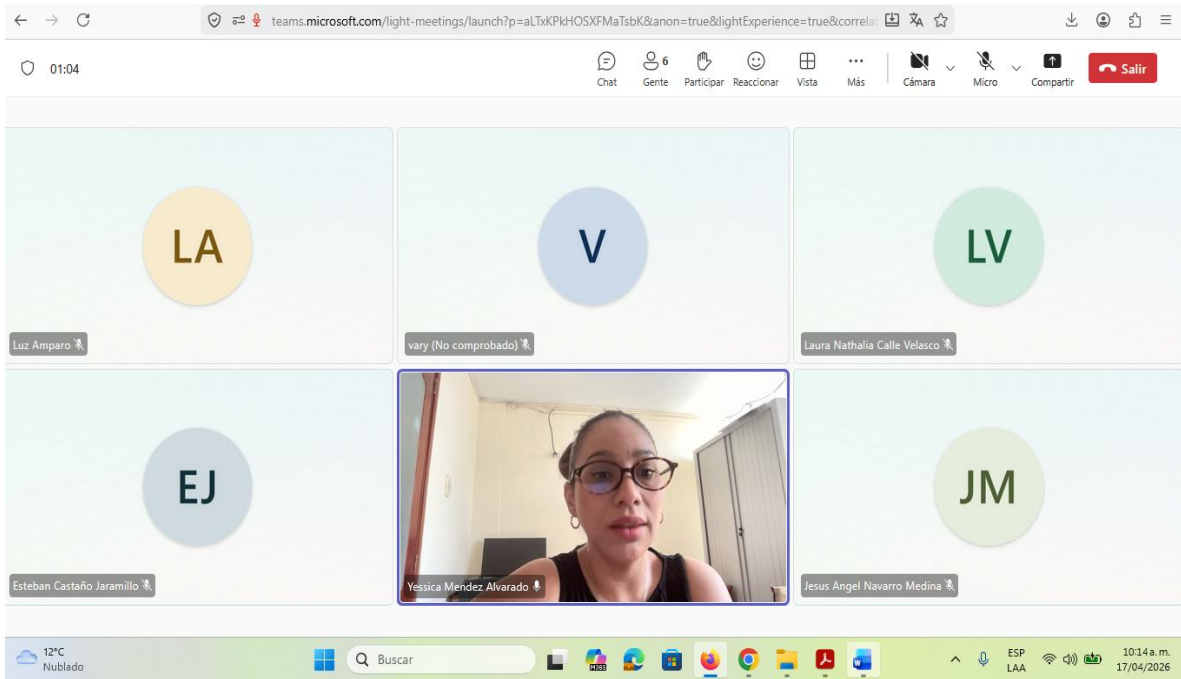 teams.microsoft.com/light-meetings/launch?p=aLTxKPkHOSXFMaTsbK&anon=true&lightExperience=true&correlat
01:04
6
Chat Gente Participar Reaccionar Vista Más Cámara Micro Compartir Salir
LA
V
LV
Luz Amparo
vary (No comprobado)
Laura Nathalia Calle Velasco
EJ
JM
Esteban Castaño Jaramillo
Yessica Mendez Alvarado
Jesus Angel Navarro Medina
12°C
Nublado
Buscar
M365
ESP
LAA
10:14 a. m.
17/04/2026